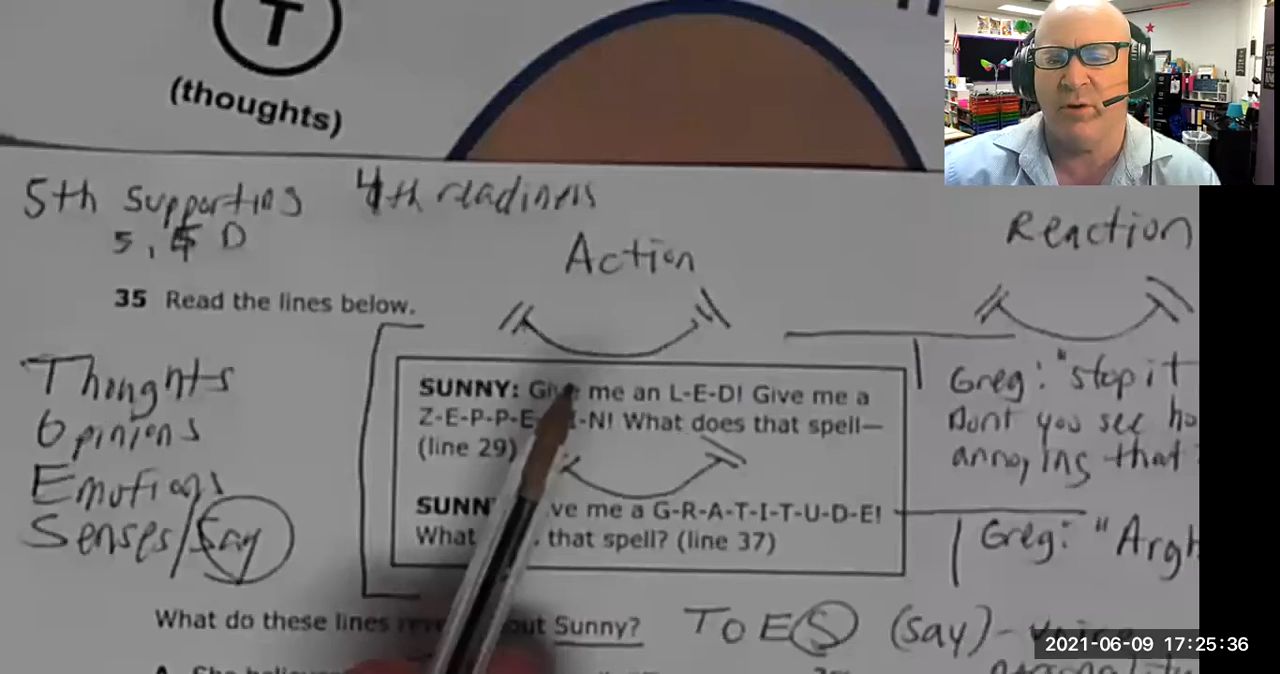 T
(thoughts)
5th Supporting 4th readiness
5, D
Action
Reaction
35 Read the lines below.
Thoughts
Opinions
Emotions
Senses/Say
SUNNY: Give me an L-E-D! Give me a
Z-E-P-P-E N! What does that spell—
(line 29)
SUNN ve me a G-R-A-T-I-T-U-D-E!
What that spell? (line 37)
Greg: "stop it
Dont you see ho
annoying that
Greg: "Argh
What do these lines out Sunny?
TOES (say) -
2021-06-09 17:25:36